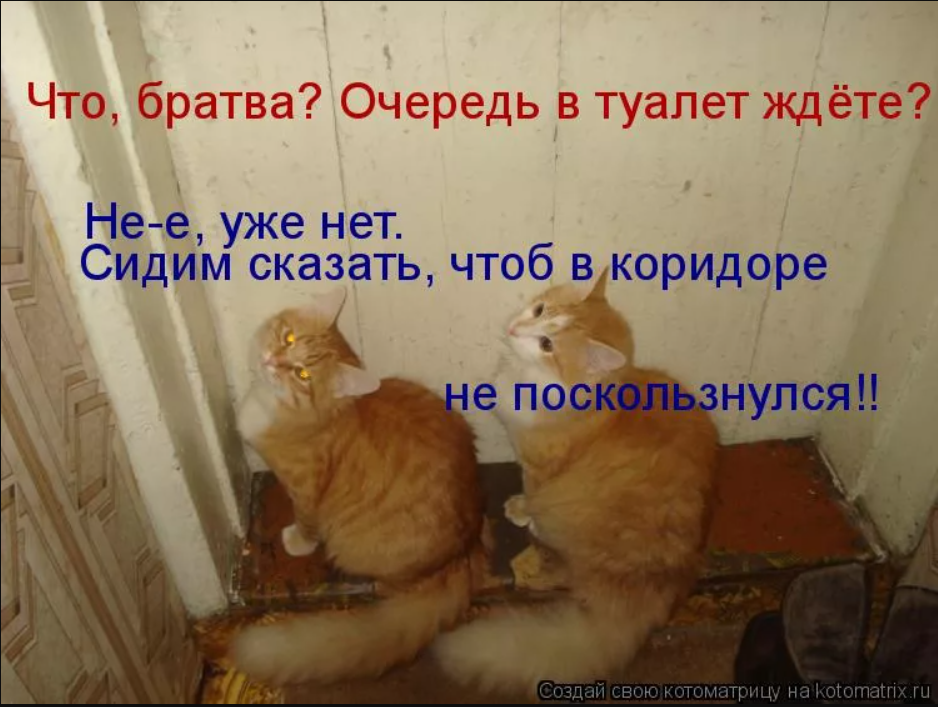 Что, братва? Очередь в туалет ждёте?
Не-е, уже нет.
Сидим сказать, чтоб в коридоре
не поскользнулся!!
Создай свою котоматрицу на kotomatrix.ru